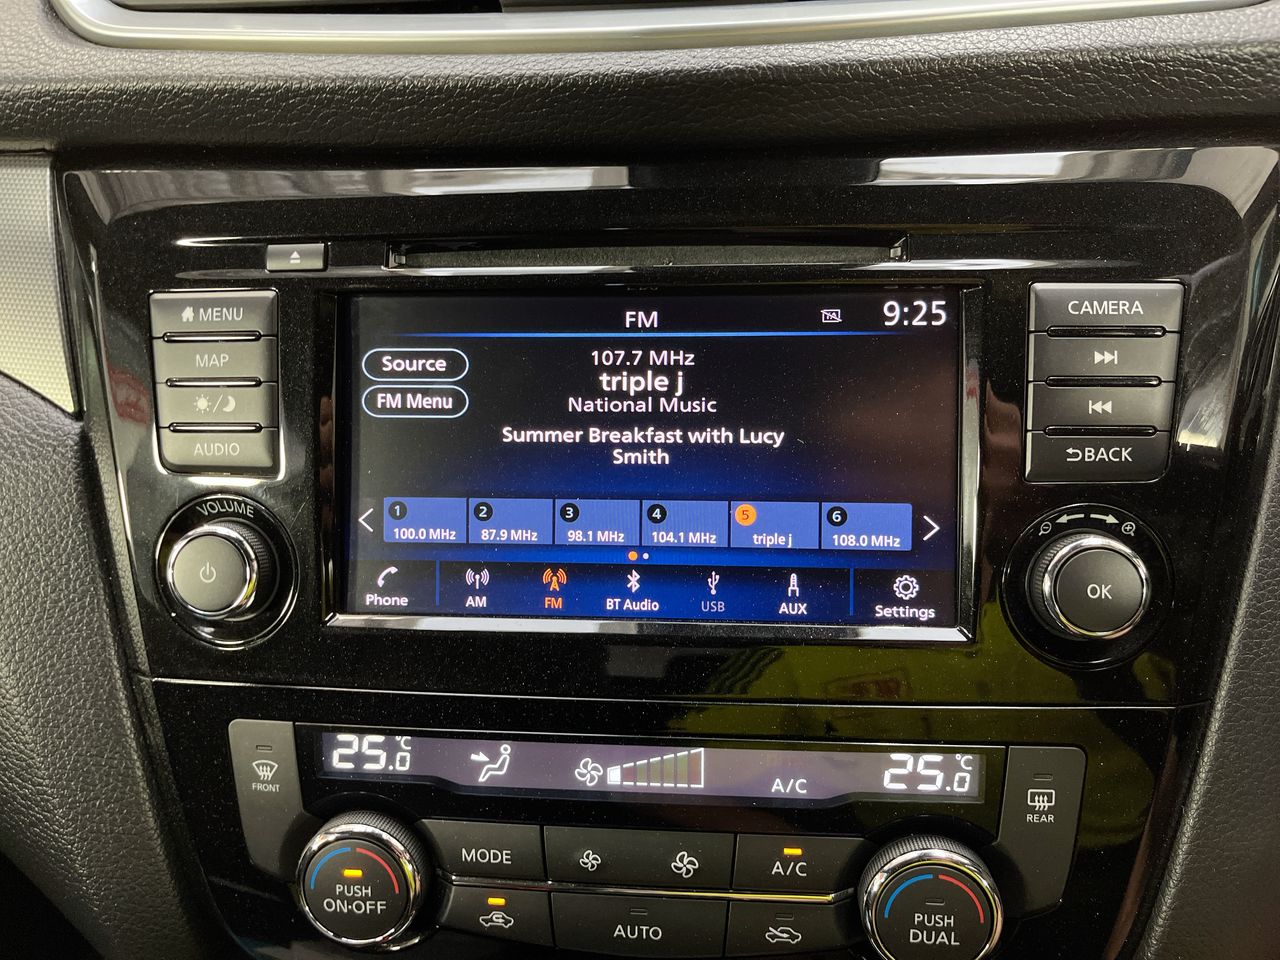 MENU
MAP
AUDIO
VOLUME
FM
TA
9:25
Source
FM Menu
107.7 MHz
triple j
National Music
Summer Breakfast with Lucy
Smith
1
100.0 MHz
2
87.9 MHz
3
98.1 MHz
4
104.1 MHz
5
triple j
6
108.0 MHz
Phone
AM
FM
BT Audio
USB
AUX
Settings
CAMERA
BACK
OK
25.0°C
A/C
25.0°C
FRONT
REAR
PUSH
ON·OFF
MODE
A/C
AUTO
PUSH
DUAL